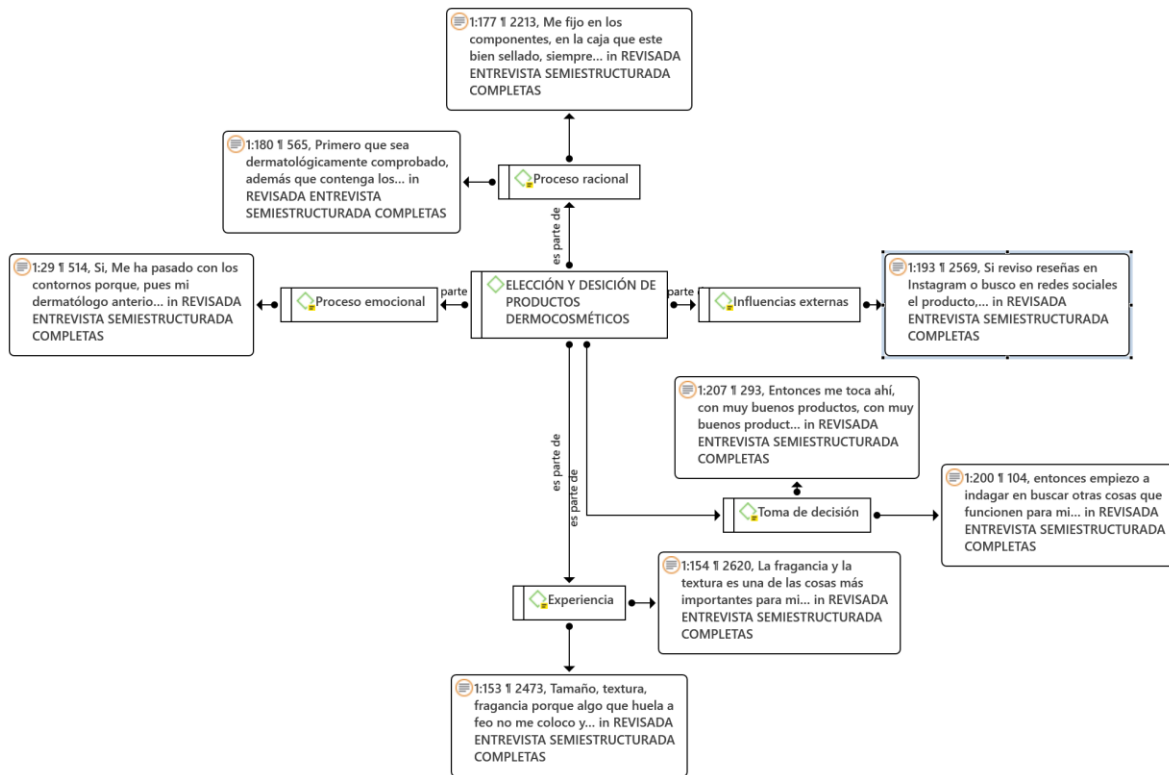 1:177 ¶ 2213, Me fijo en los
componentes, en la caja que este
bien sellado, siempre... in REVISADA
ENTREVISTA SEMIESTRUCTURADA
COMPLETAS
1:180 ¶ 565, Primero que sea
dermatológicamente comprobado,
además que contenga los... in
REVISADA ENTREVISTA
SEMIESTRUCTURADA COMPLETAS
Proceso racional
es parte de
1:29 ¶ 514, Si, Me ha pasado con los
contornos porque, pues mi
dermatólogo anterio... in REVISADA
ENTREVISTA SEMIESTRUCTURADA
COMPLETAS
Proceso emocional
parte
ELECCIÓN Y DESICIÓN DE
PRODUCTOS
DERMOCOSMÉTICOS
parte
Influencias externas
1:193 ¶ 2569, Si reviso reseñas en
Instagram o busco en redes sociales
el producto,... in REVISADA
ENTREVISTA SEMIESTRUCTURADA
COMPLETAS
es parte de
es parte de
1:207 ¶ 293, Entonces me toca ahí,
con muy buenos productos, con muy
buenos product... in REVISADA
ENTREVISTA SEMIESTRUCTURADA
COMPLETAS
Toma de decisión
1:200 ¶ 104, entonces empiezo a
indagar en buscar otras cosas que
funcionen para mi... in REVISADA
ENTREVISTA SEMIESTRUCTURADA
COMPLETAS
Experiencia
1:154 ¶ 2620, La fragancia y la
textura es una de las cosas más
importantes para mi... in REVISADA
ENTREVISTA SEMIESTRUCTURADA
COMPLETAS
1:153 ¶ 2473, Tamaño, textura,
fragancia porque algo que huela a
feo no me coloco y... in REVISADA
ENTREVISTA SEMIESTRUCTURADA
COMPLETAS